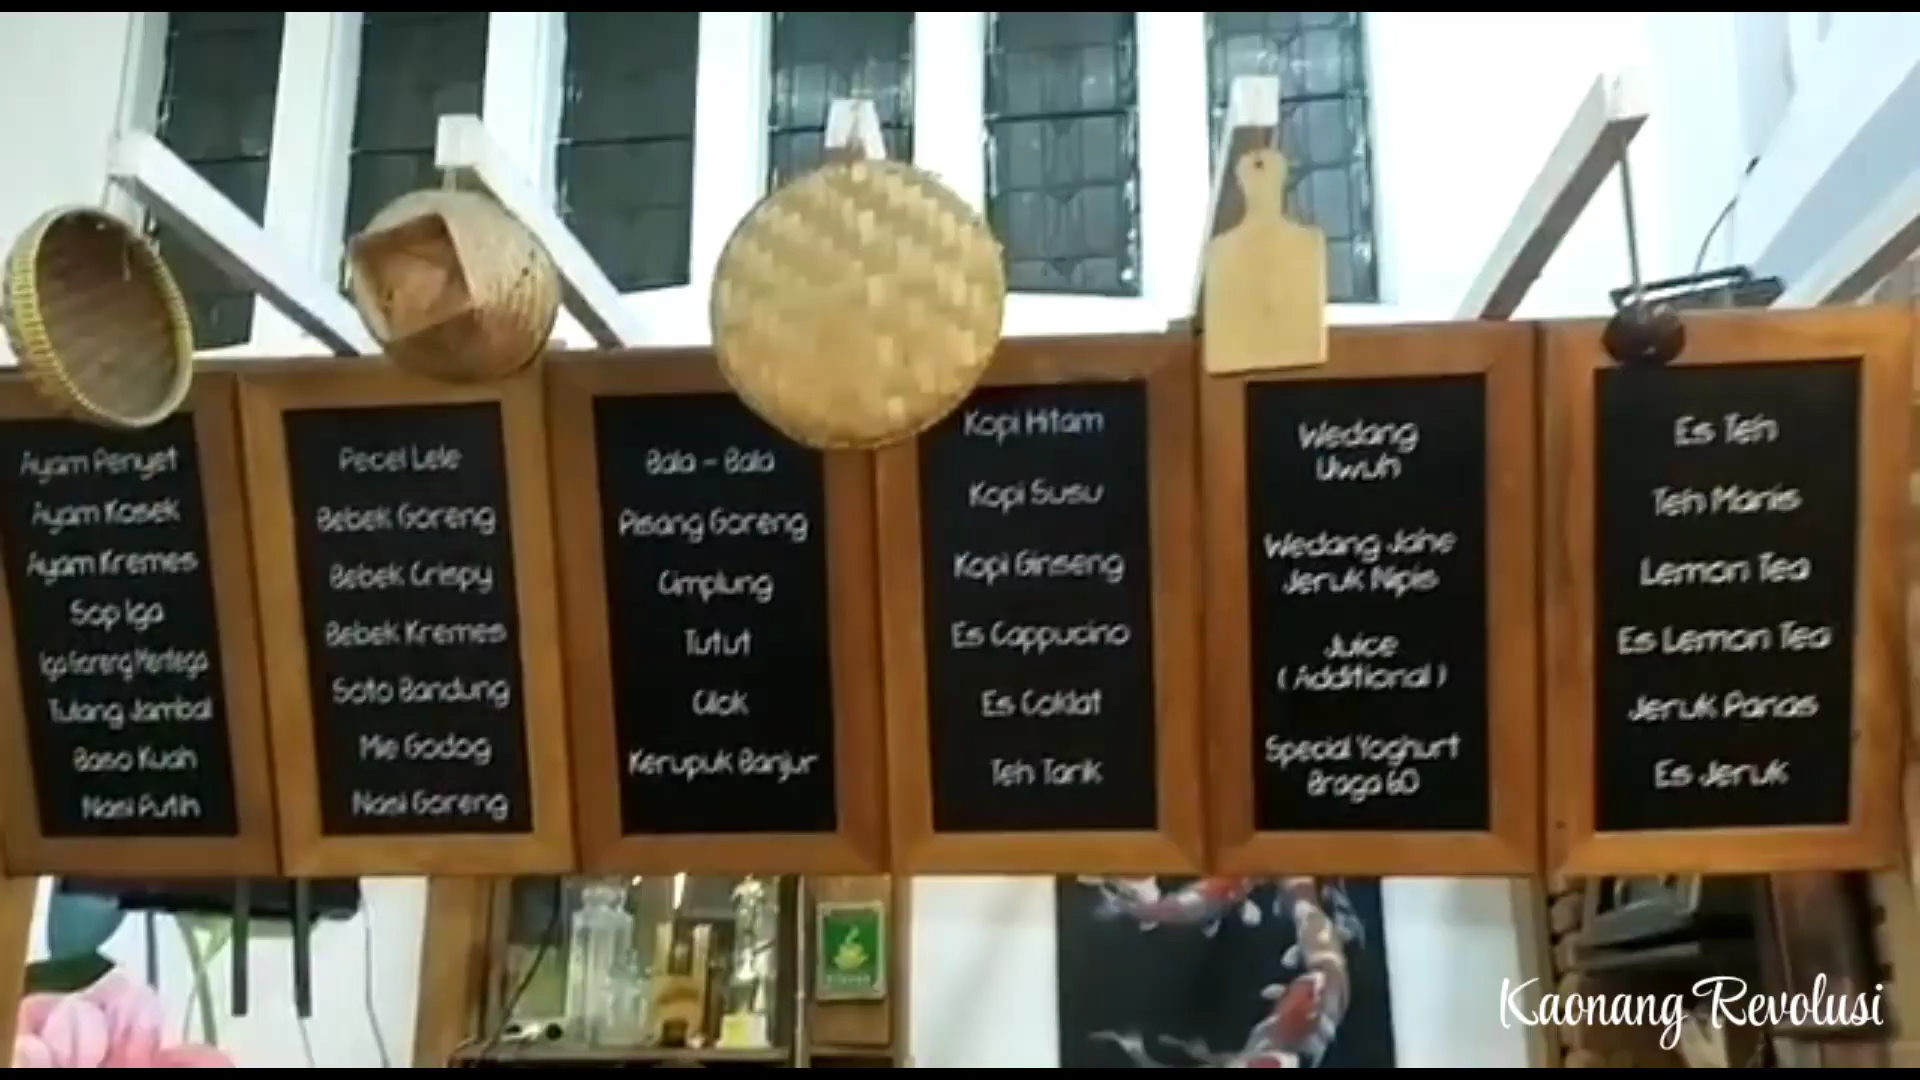 Ayam Penyet
Ayam Kosek
Ayam Kremes
Sop Iga
Iga Goreng Mentega
Tulang Jambal
Baso Kuah
Nasi Putih
Pecel Lele
Bebek Goreng
Bebek Crispy
Bebek Kremes
Soto Bandung
Mie Godog
Nasi Goreng
Bala - Bala
Pisang Goreng
Cimplung
Tutut
Cilok
Kerupuk Banjur
Kopi Hitam
Kopi Susu
Kopi Ginseng
Es Cappucino
Es Coklat
Teh Tarik
Wedang
Uwuh
Wedang Jahe
Jeruk Nipis
Juice
(Additional)
Special Yoghurt
Braga 60
Es Teh
Teh Manis
Lemon Tea
Es Lemon Tea
Jeruk Panas
Es Jeruk
Kaonang Revolusi